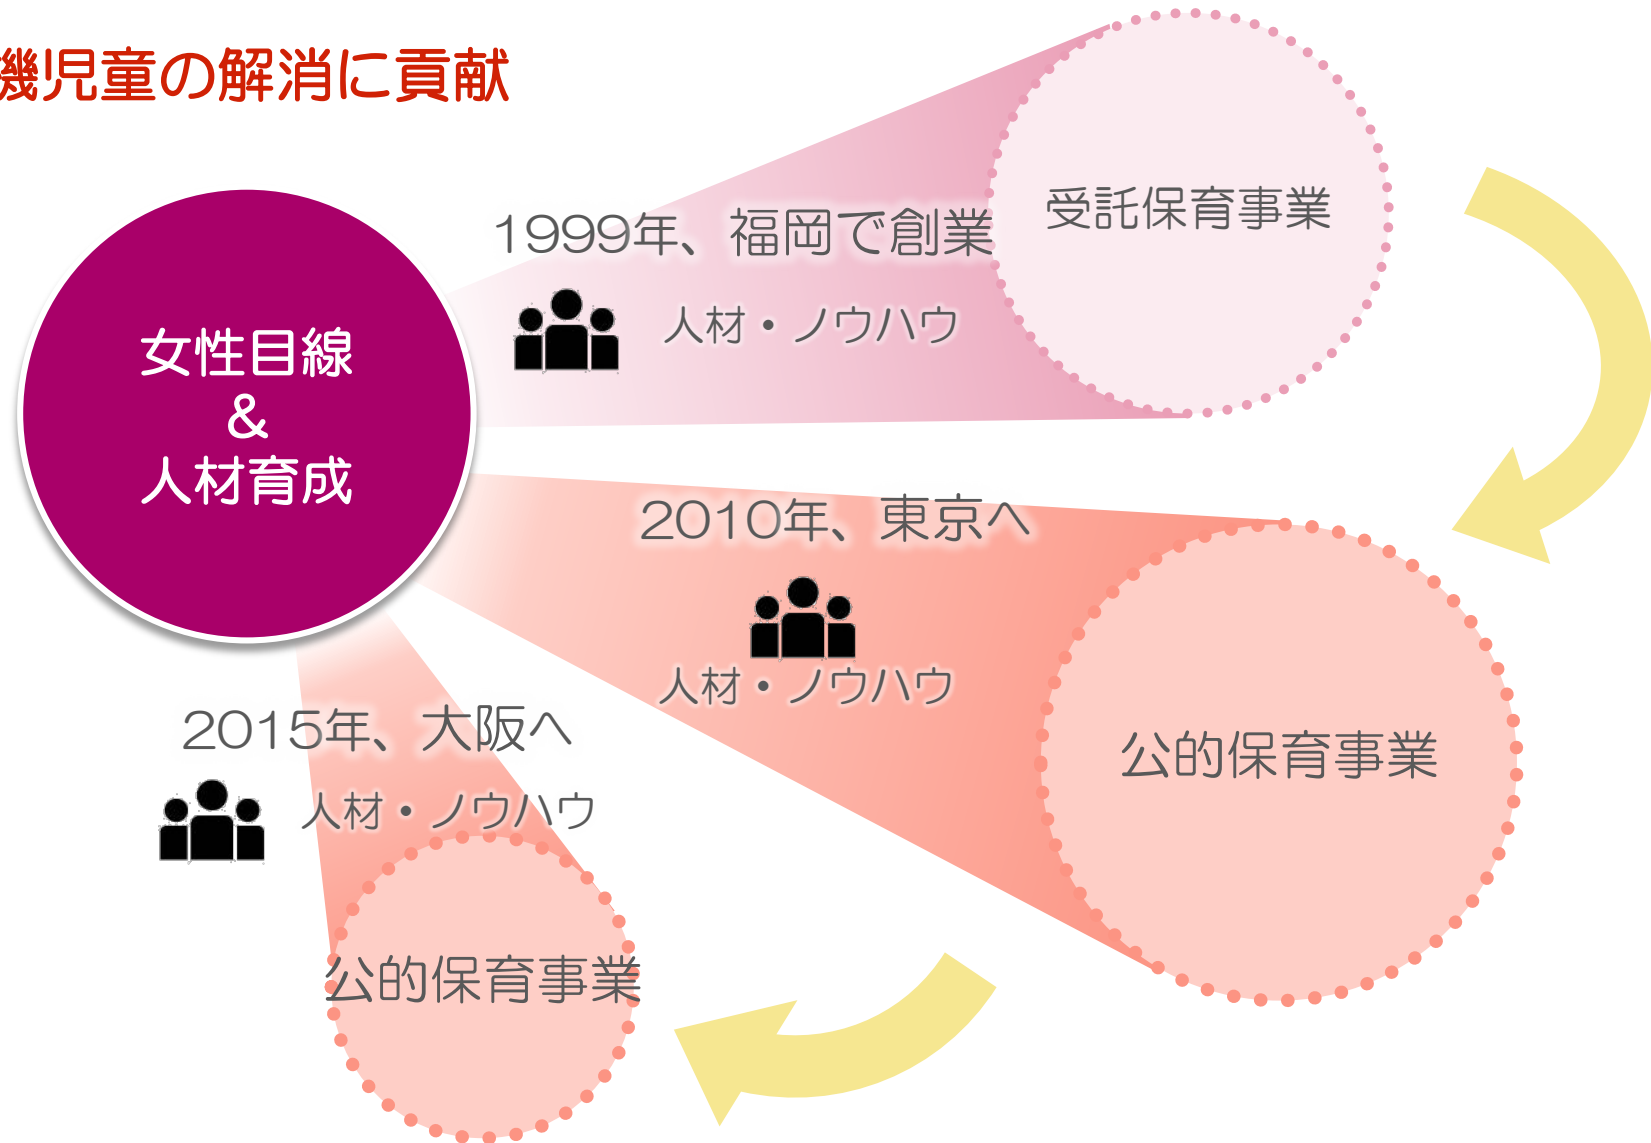 機児童の解消に貢献
1999年、福岡で創業
受託保育事業
人材・ノウハウ
女性目線
&
人材育成
2010年、東京へ
人材・ノウハウ
公的保育事業
2015年、大阪へ
人材・ノウハウ
公的保育事業